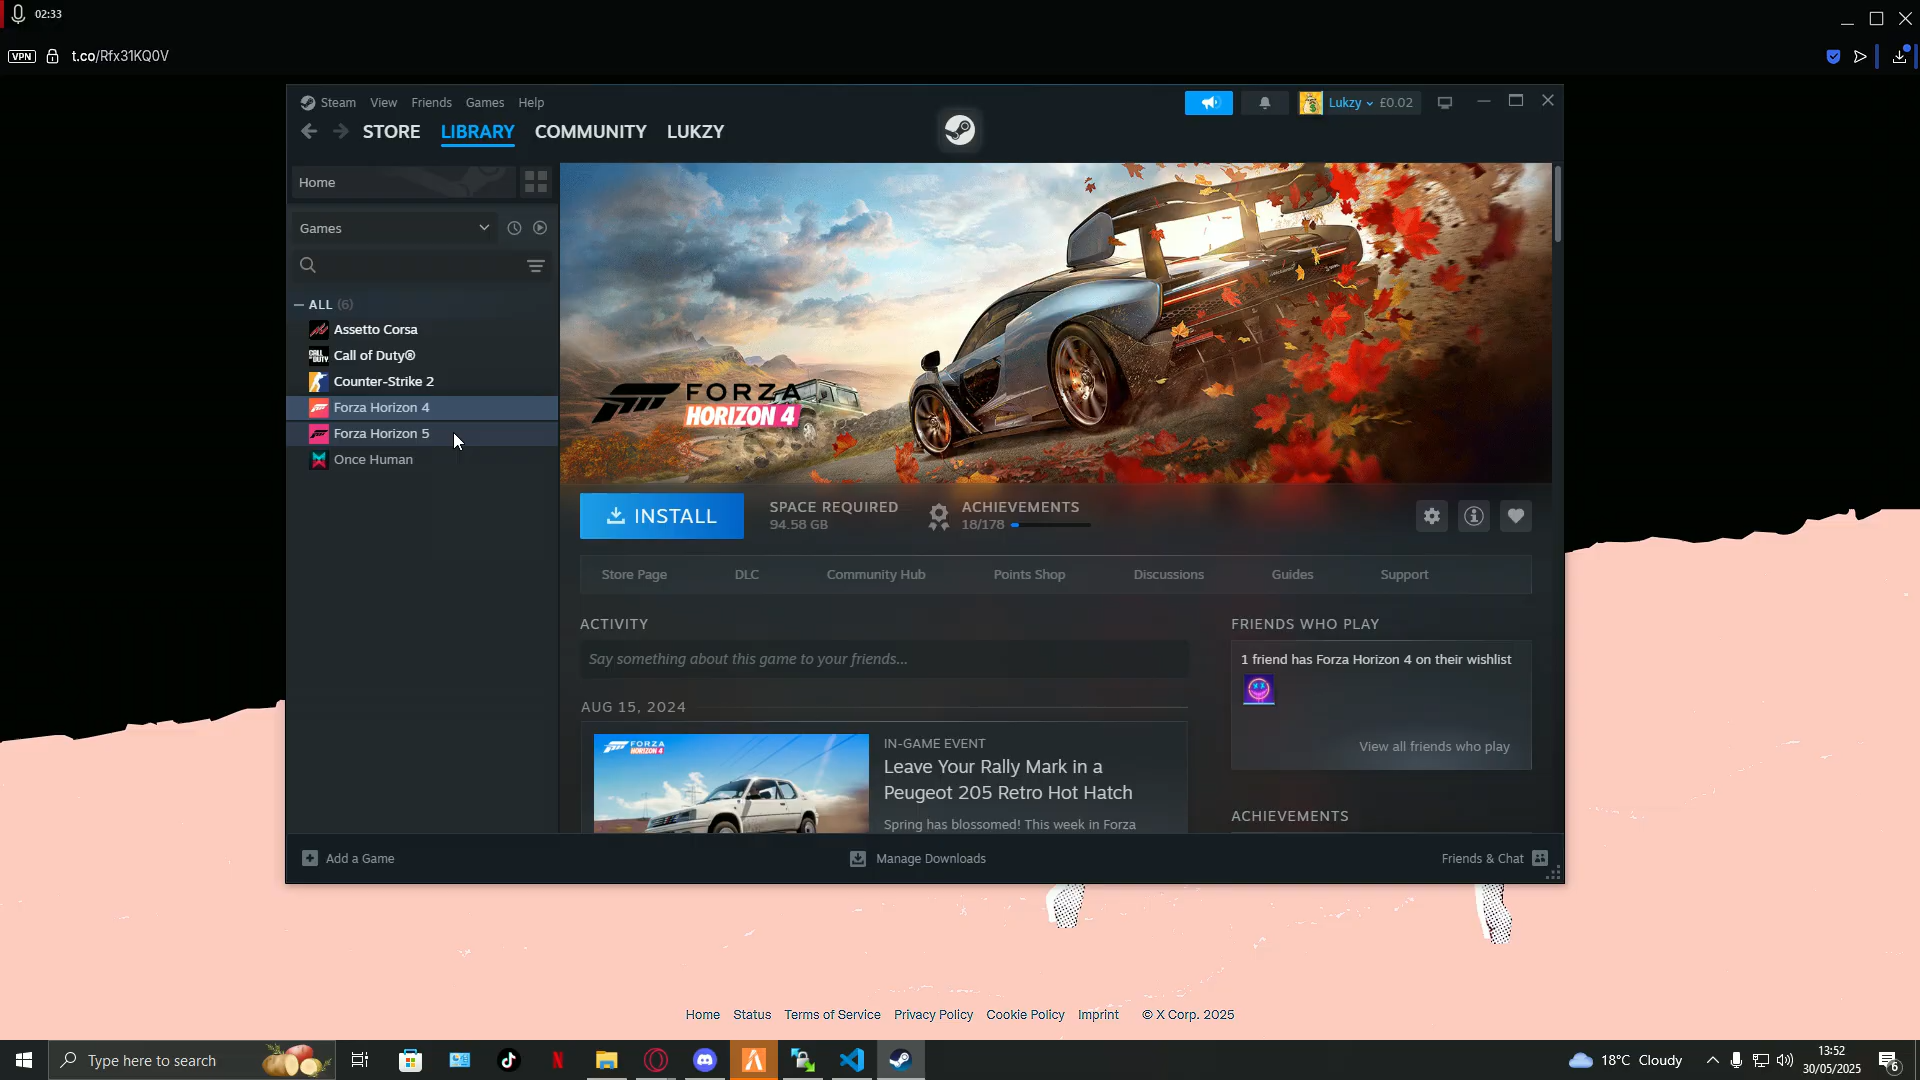 02:33
VPN
t.co/Rfx31KQ0V
Steam View Friends Games Help
Lukzy £0.02
STORE LIBRARY COMMUNITY LUKZY
Home
Games
ALL (6)
Assetto Corsa
CALL OF DUTY
Call of Duty®
Counter-Strike 2
Forza Horizon 4
Forza Horizon 5
Once Human
FORZA
HORIZON 4
INSTALL
SPACE REQUIRED
94.58 GB
ACHIEVEMENTS
18/178
Store Page DLC Community Hub Points Shop Discussions Guides Support
ACTIVITY
Say something about this game to your friends...
AUG 15, 2024
FORZA
HORIZON 4
IN-GAME EVENT
Leave Your Rally Mark in a
Peugeot 205 Retro Hot Hatch
Spring has blossomed! This week in Forza
FRIENDS WHO PLAY
1 friend has Forza Horizon 4 on their wishlist
View all friends who play
ACHIEVEMENTS
Add a Game
Manage Downloads
Friends & Chat
Home Status Terms of Service Privacy Policy Cookie Policy Imprint © X Corp. 2025
Type here to search
18°C Cloudy
13:52
30/05/2025
6